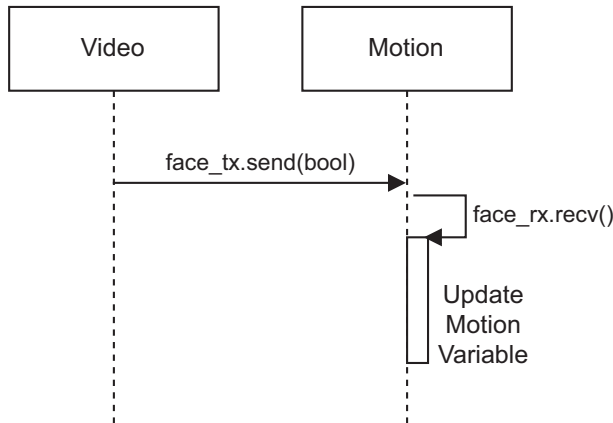 Video
Motion
face_tx.send(bool)
face_rx.recv()
Update
Motion
Variable